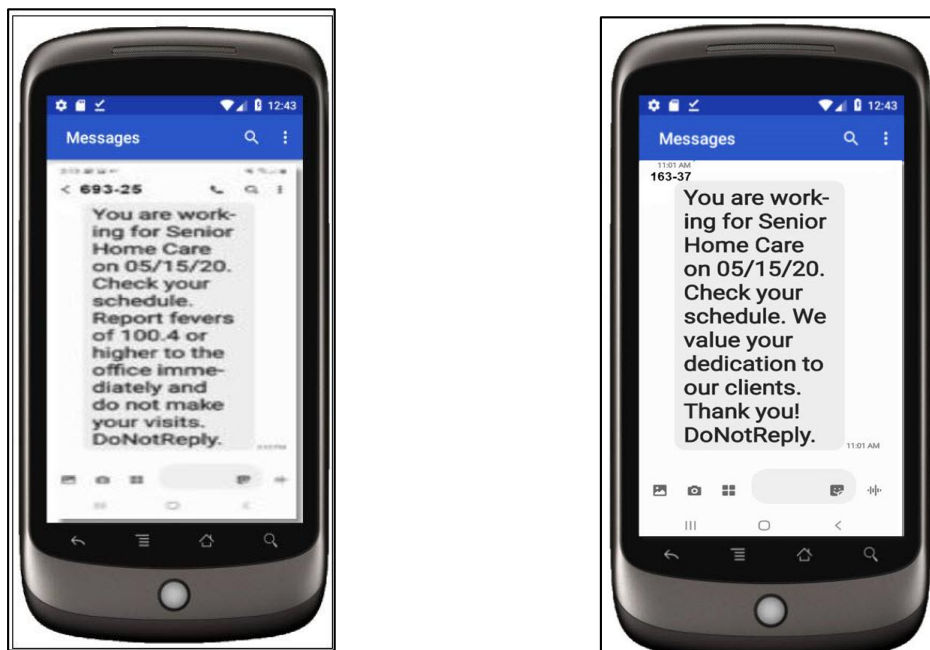 12:43
Messages
693-25
You are work-
ing for Senior
Home Care
on 05/15/20.
Check your
schedule.
Report fevers
of 100.4 or
higher to the
office imme-
diately and
do not make
your visits.
DoNotReply.
12:43
Messages
11:01 AM
163-37
You are work-
ing for Senior
Home Care
on 05/15/20.
Check your
schedule. We
value your
dedication to
our clients.
Thank you!
DoNotReply.
11:01 AM